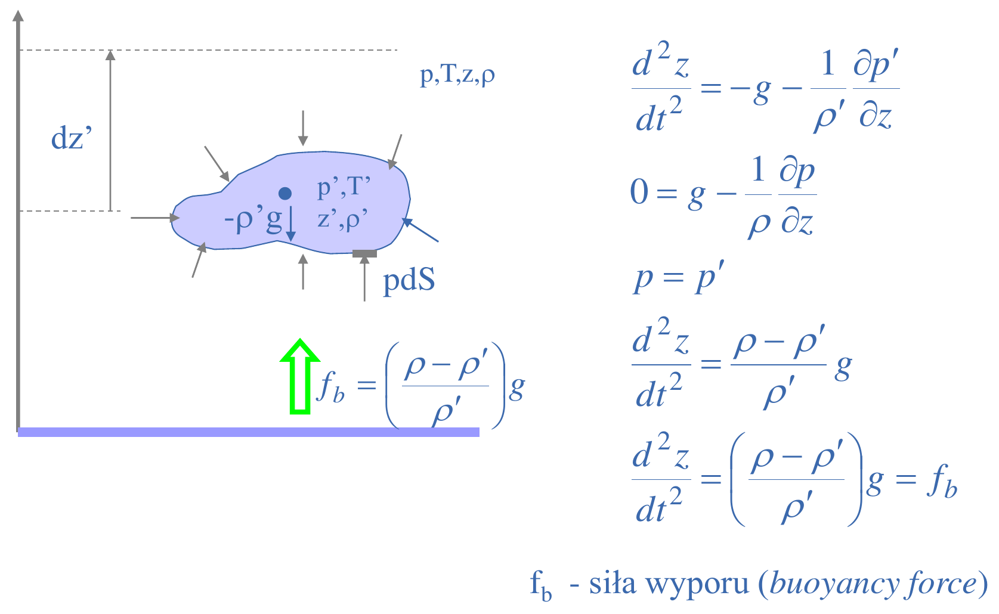 p,T,z,ρ
dz’
p’,T’
-ρ’g z’,ρ’
pdS
f_b = ((ρ − ρ′)/ρ′) g
d²z/dt² = −g − (1/ρ′) ∂p′/∂z
0 = g − (1/ρ) ∂p/∂z
p = p′
d²z/dt² = (ρ − ρ′)/ρ′ g
d²z/dt² = ((ρ − ρ′)/ρ′) g = f_b
f_b - siła wyporu (buoyancy force)